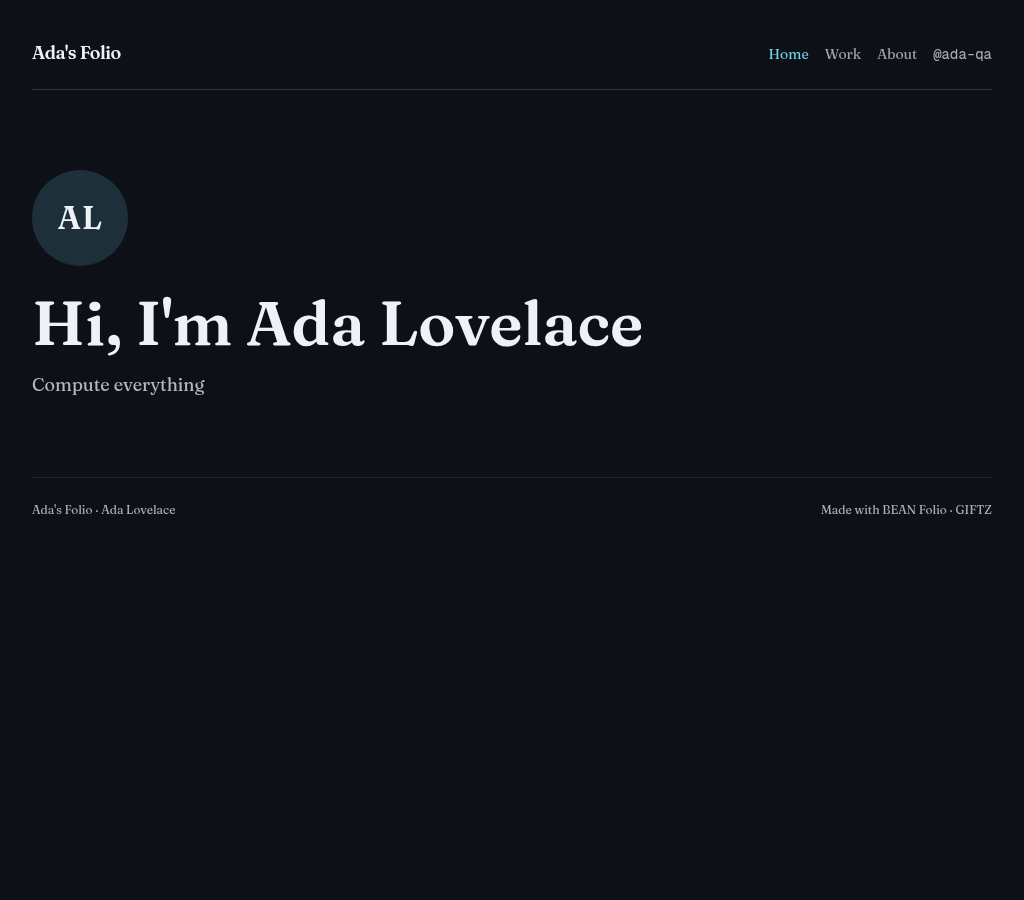 Ada's Folio
Home Work About @ada-qa
AL
Hi, I'm Ada Lovelace
Compute everything
Ada's Folio · Ada Lovelace
Made with BEAN Folio · GIFTZ